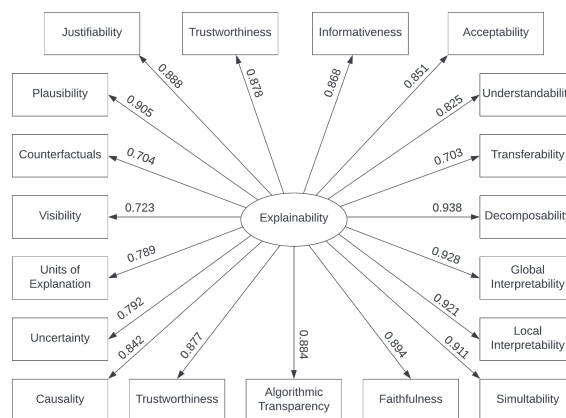 Justifiability
Trustworthiness
Informativeness
Acceptability
0.888
0.878
0.868
0.851
Plausibility
0.905
0.825
Understandabilit
Counterfactuals
0.704
0.703
Transferability
Visibility
0.723
Explainability
0.938
Decomposability
Units of
Explanation
0.789
0.928
Global
Interpretability
Uncertainty
0.792
0.921
Local
Interpretability
0.842
0.877
0.884
0.894
0.911
Causality
Trustworthiness
Algorithmic
Transparency
Faithfulness
Simultability